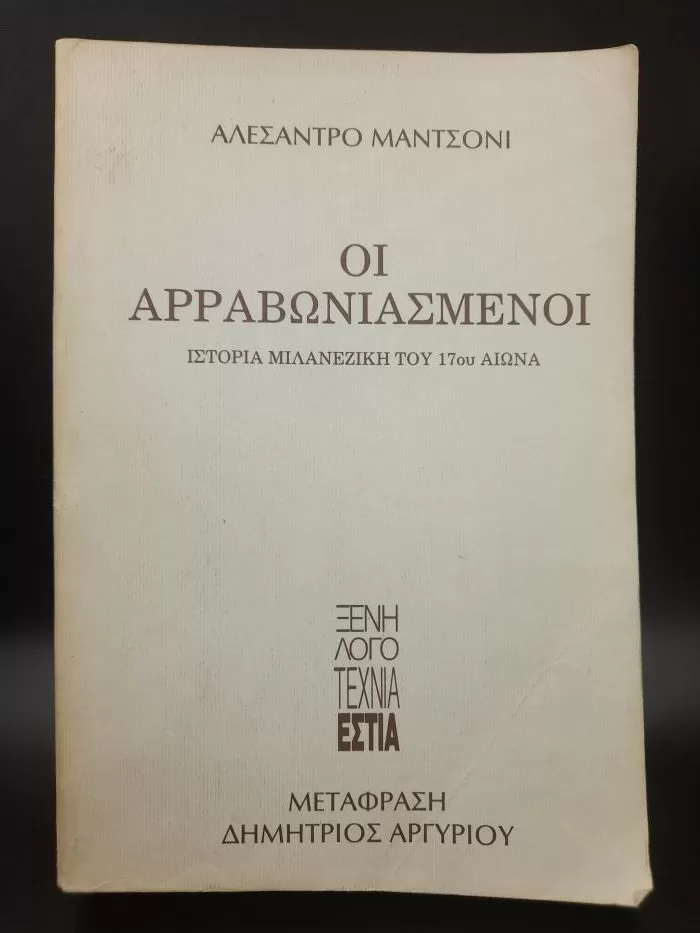 ΑΛΕΣΑΝΤΡΟ ΜΑΝΤΣΟΝΙ
ΟΙ
ΑΡΡΑΒΩΝΙΑΣΜΕΝΟΙ
ΙΣΤΟΡΙΑ ΜΙΛΑΝΕΖΙΚΗ ΤΟΥ 17ου ΑΙΩΝΑ
ΞΕΝΗ
ΛΟΓΟ
ΤΕΧΝΙΑ
ΕΣΤΙΑ
ΜΕΤΑΦΡΑΣΗ
ΔΗΜΗΤΡΙΟΣ ΑΡΓΥΡΙΟΥ